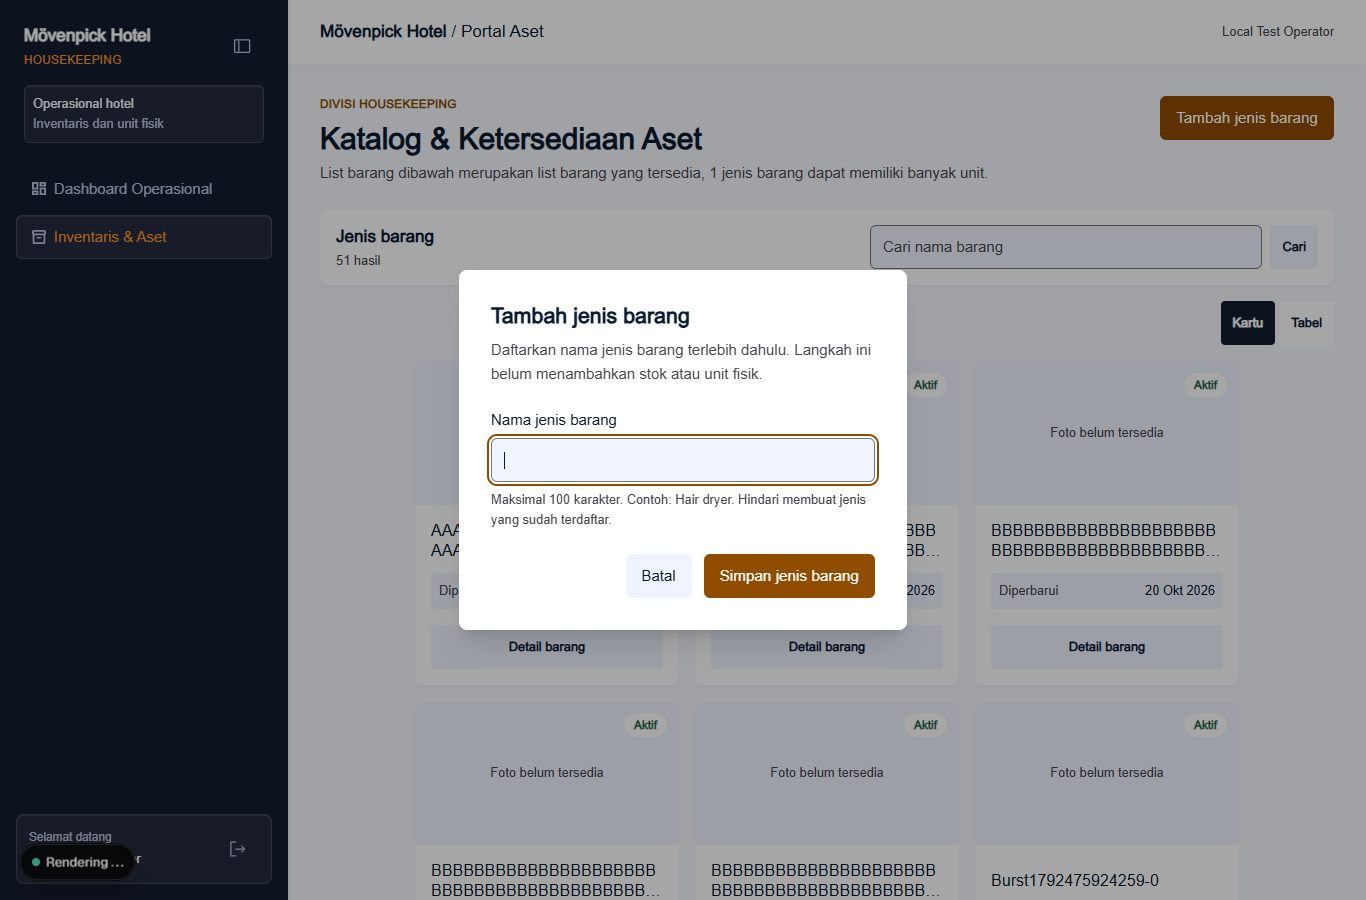 Mövenpick Hotel
HOUSEKEEPING
Operasional hotel
Inventaris dan unit fisik
Dashboard Operasional
Inventaris & Aset
Selamat datang
r
Rendering ...
Mövenpick Hotel / Portal Aset
Local Test Operator
DIVISI HOUSEKEEPING
Katalog & Ketersediaan Aset
List barang dibawah merupakan list barang yang tersedia, 1 jenis barang dapat memiliki banyak unit.
Tambah jenis barang
Jenis barang
51 hasil
Cari nama barang
Cari
Kartu
Tabel
Tambah jenis barang
Daftarkan nama jenis barang terlebih dahulu. Langkah ini
belum menambahkan stok atau unit fisik.
Nama jenis barang
Maksimal 100 karakter. Contoh: Hair dryer. Hindari membuat jenis
yang sudah terdaftar.
Batal
Simpan jenis barang
AAA
AAA
Dip
Detail barang
Aktif
BBB
BB...
2026
Detail barang
Aktif
Foto belum tersedia
BBBBBBBBBBBBBBBBBBBBB
BBBBBBBBBBBBBBBBBBBB...
Diperbarui
20 Okt 2026
Detail barang
Aktif
Foto belum tersedia
BBBBBBBBBBBBBBBBBBBBB
BBBBBBBBBBBBBBBBBBBB...
Aktif
Foto belum tersedia
BBBBBBBBBBBBBBBBBBBBB
BBBBBBBBBBBBBBBBBBBB...
Aktif
Foto belum tersedia
Burst1792475924259-0